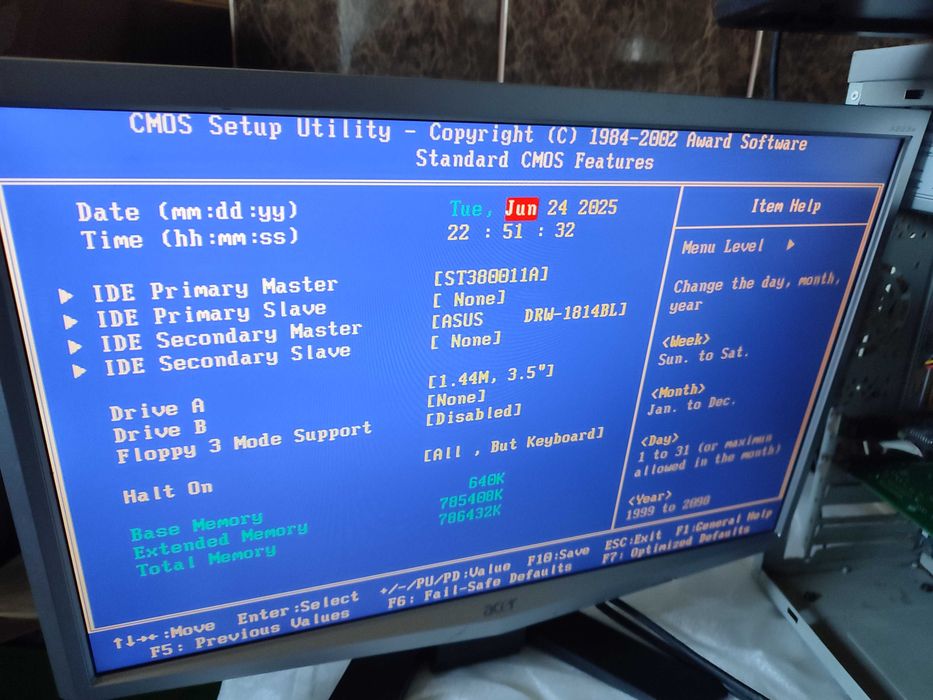 CMOS Setup Utility - Copyright (C) 1984-2002 Award Software
Standard CMOS Features
Date (mm:dd:yy) Tue, Jun 24 2025
Time (hh:mm:ss) 22 : 51 : 32
► IDE Primary Master [ST380011A]
► IDE Primary Slave [ None]
► IDE Secondary Master [ASUS DRW-1814BL]
► IDE Secondary Slave [ None]
Drive A [1.44M, 3.5"]
Drive B [None]
Floppy 3 Mode Support [Disabled]
Halt On [All , But Keyboard]
Base Memory 640K
Extended Memory 785408K
Total Memory 786432K
Item Help
Menu Level ►
Change the day, month,
year
<Week>
Sun. to Sat.
<Month>
Jan. to Dec.
<Day>
1 to 31 (or maximum
allowed in the month)
<Year>
1999 to 2098
↑↓→←:Move Enter:Select +/-/PU/PD:Value F10:Save ESC:Exit F1:General Help
F5: Previous Values F6: Fail-Safe Defaults F7: Optimized Defaults
acer